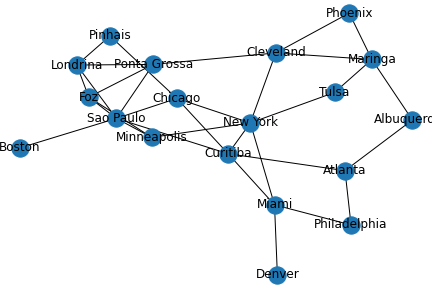 Phoenix
Pinhais
Cleveland
Maringa
Londrina
Ponta Grossa
Tulsa
Foz
Chicago
Sao Paulo
New York
Albuquerq
Minneapolis
Boston
Curitiba
Atlanta
Miami
Philadelphia
Denver